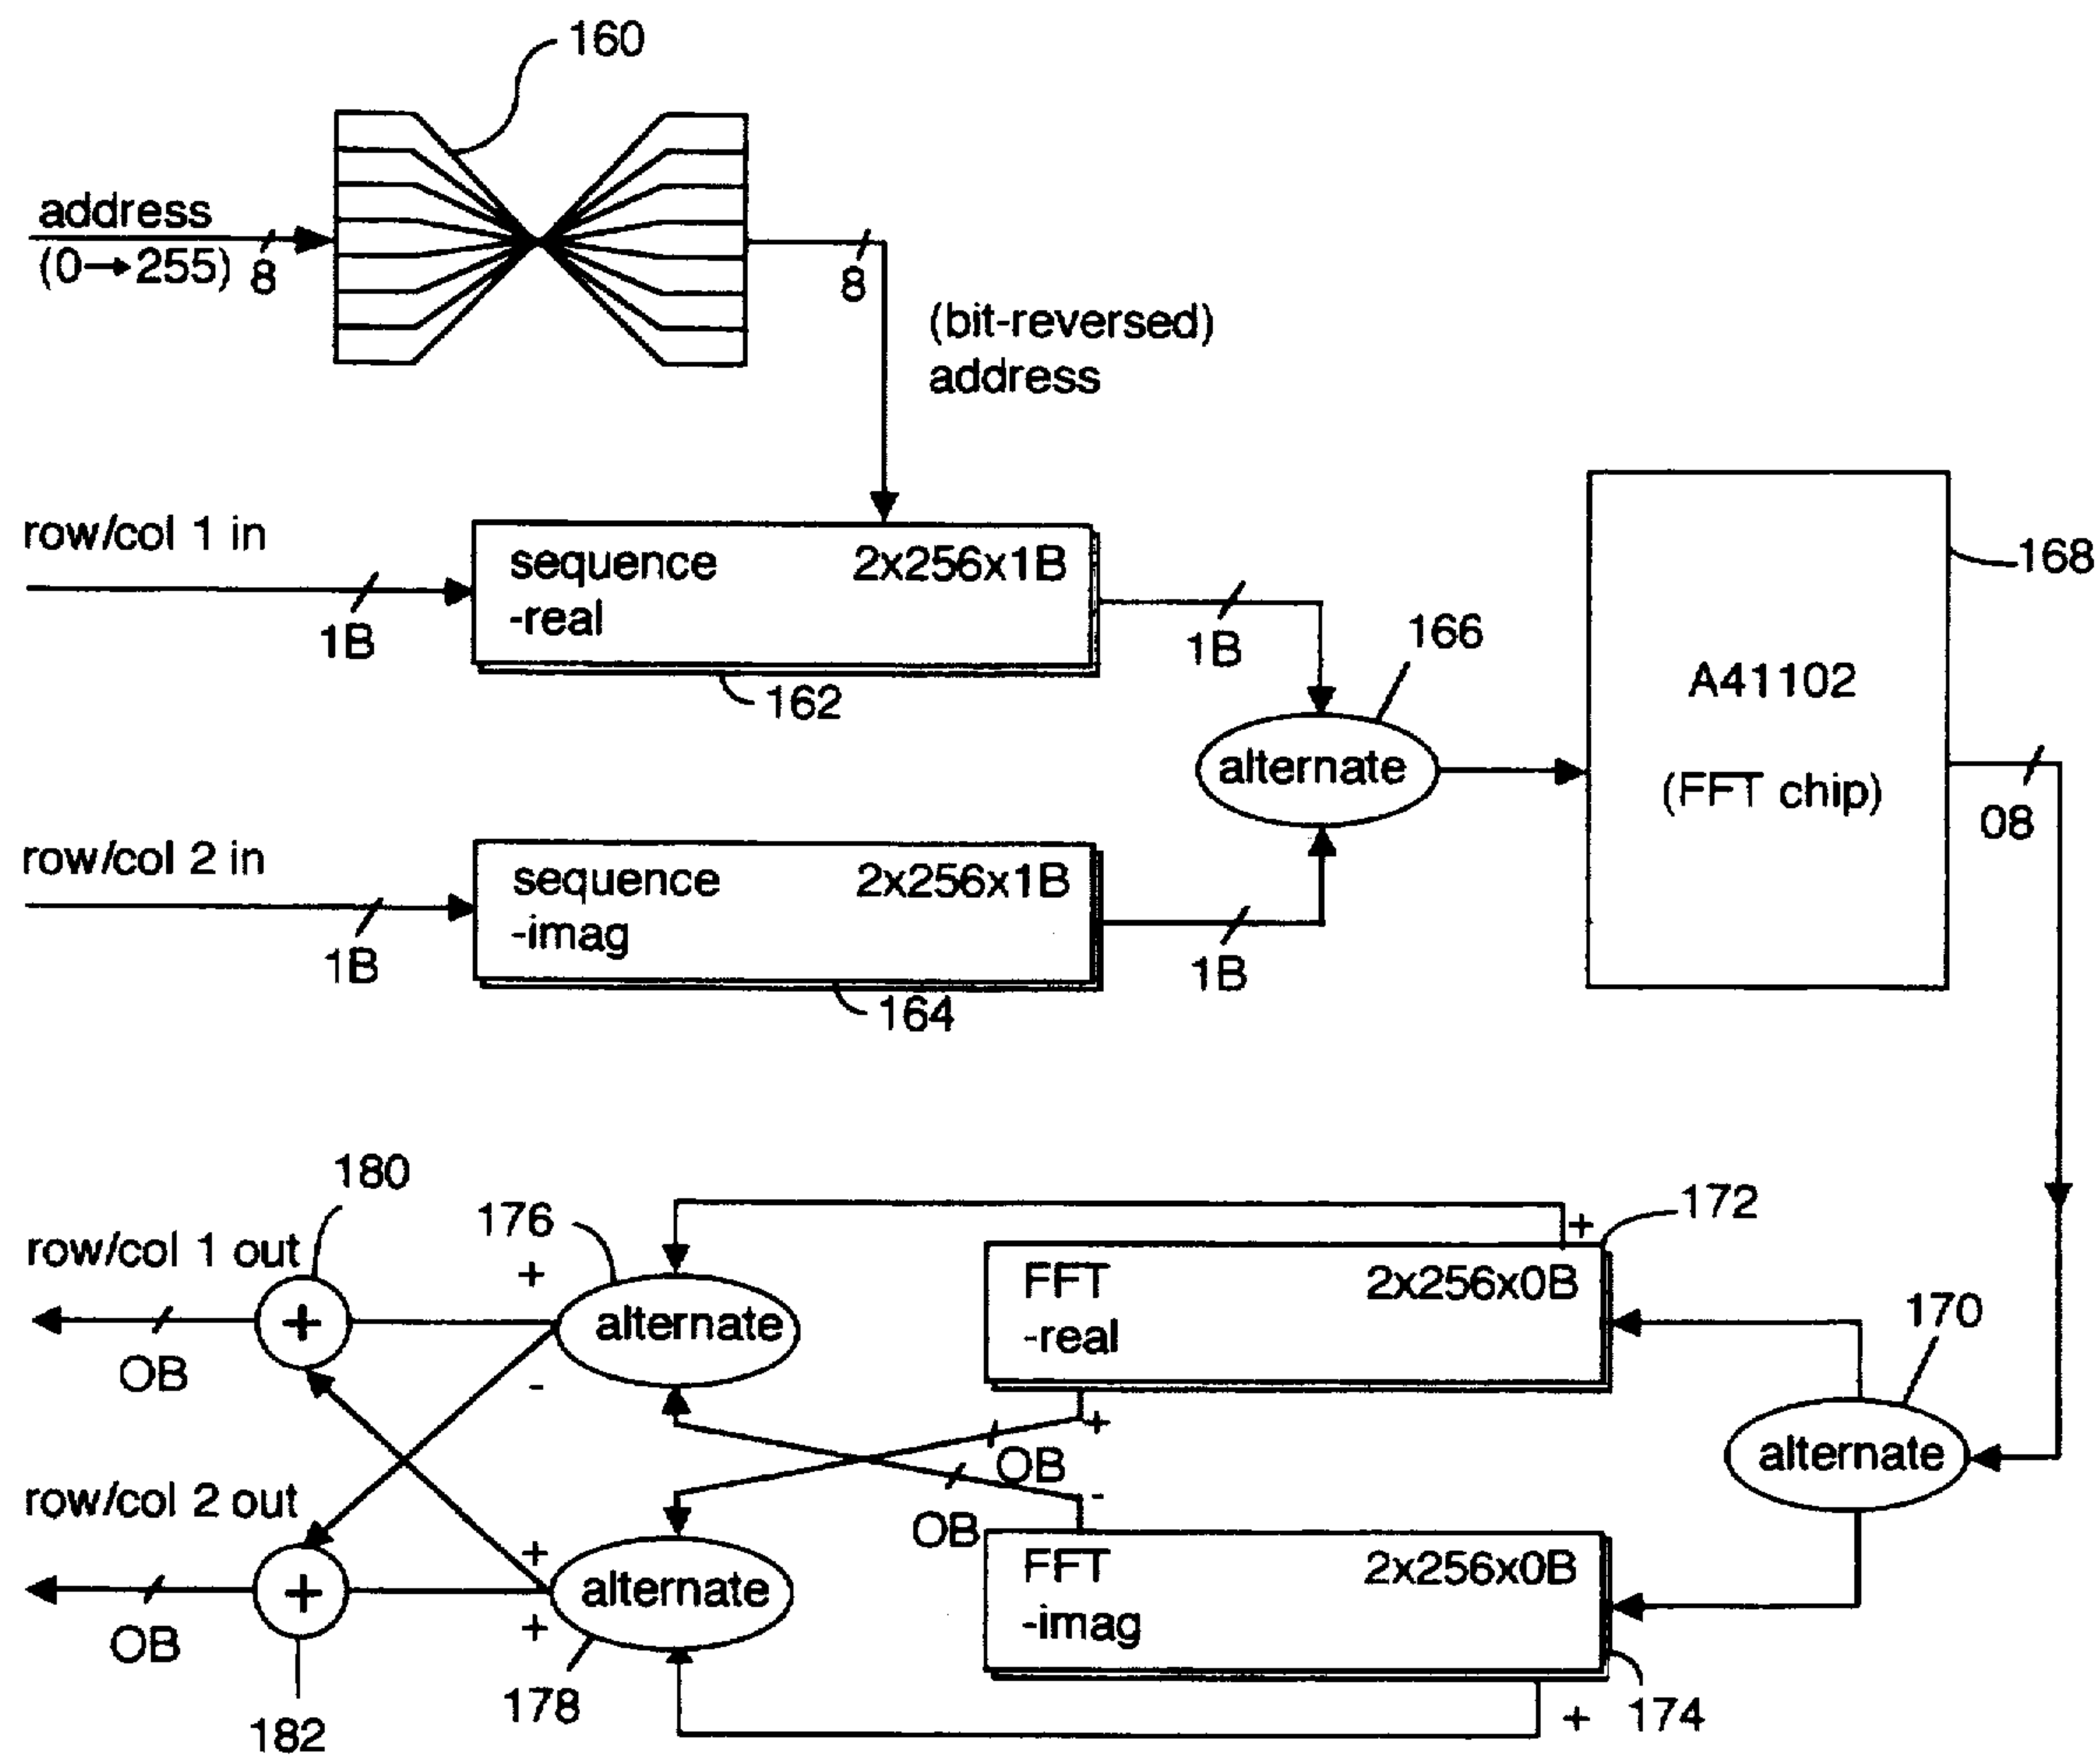 160
address
(0→255)
8
8
(bit-reversed)
address
row/col 1 in
1B
sequence 2x256x1B
-real
162
1B
166
alternate
A41102
(FFT chip)
168
08
row/col 2 in
1B
sequence 2x256x1B
-imag
164
1B
180
row/col 1 out
OB
+
176
+
-
alternate
+
172
FFT 2x256x0B
-real
170
alternate
+
OB
-
OB
row/col 2 out
OB
+
182
+
+
alternate
178
FFT 2x256x0B
-imag
+
174